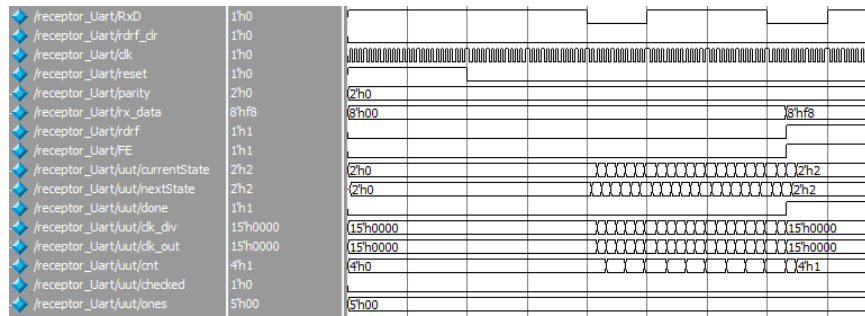 /receptor_Uart/RxD 1'h0
/receptor_Uart/rdrf_clr 1'h0
/receptor_Uart/clk 1'h0
/receptor_Uart/reset 1'h0
/receptor_Uart/parity 2'h0 2'h0
/receptor_Uart/rx_data 8'hf8 8'h00 8'hf8
/receptor_Uart/rdrf 1'h1
/receptor_Uart/FE 1'h1
/receptor_Uart/uut/currentState 2'h2 2'h0 2'h2
/receptor_Uart/uut/nextState 2'h2 2'h0 2'h2
/receptor_Uart/uut/done 1'h1
/receptor_Uart/uut/clk_div 15'h0000 15'h0000 15'h0000
/receptor_Uart/uut/clk_out 15'h0000 15'h0000 15'h0000
/receptor_Uart/uut/cnt 4'h1 4'h0 4'h1
/receptor_Uart/uut/checked 1'h0
/receptor_Uart/uut/ones 5'h00 5'h00